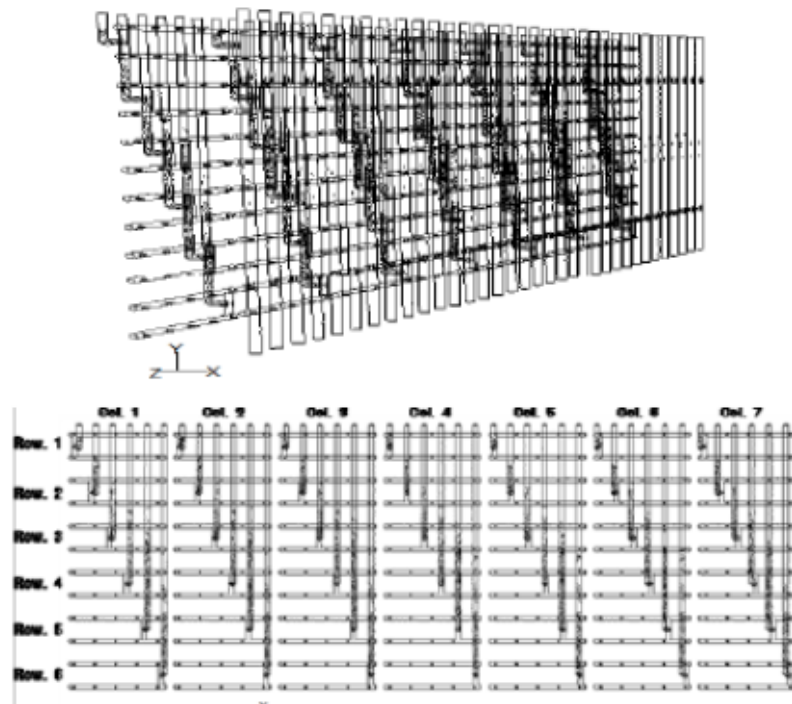 Y
Z X
Col. 1 Col. 2 Col. 3 Col. 4 Col. 5 Col. 6 Col. 7
Row. 1
Row. 2
Row. 3
Row. 4
Row. 5
Row. 6